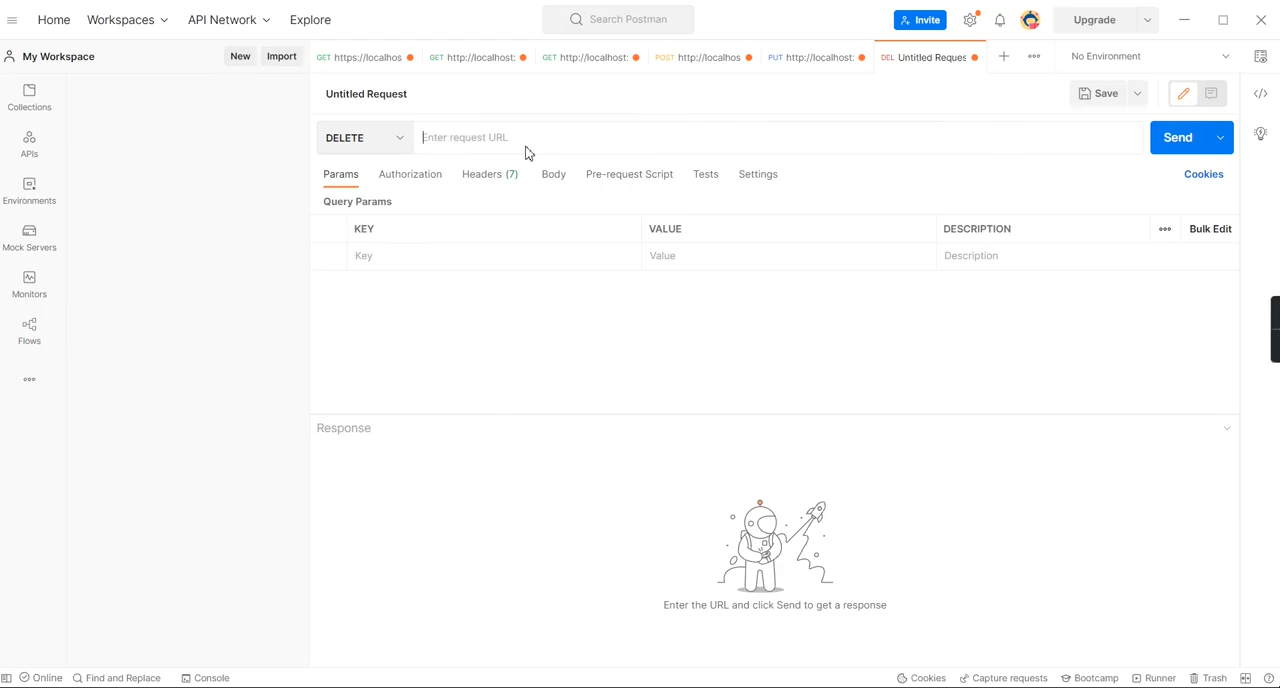 Home Workspaces API Network Explore Search Postman Invite Upgrade
My Workspace New Import GET https://localhos GET http://localhost: GET http://localhost: POST http://localhos PUT http://localhost: DEL Untitled Reques No Environment
Untitled Request Save
Collections
DELETE Enter request URL Send
APIs
Params Authorization Headers (7) Body Pre-request Script Tests Settings Cookies
Environments
Query Params
KEY VALUE DESCRIPTION Bulk Edit
Mock Servers
Key Value Description
Monitors
Flows
Response
Enter the URL and click Send to get a response
Online Find and Replace Console Cookies Capture requests Bootcamp Runner Trash